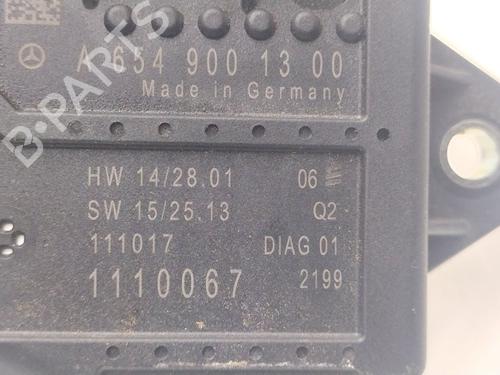 A 654 900 13 00
Made in Germany
B-PARTS
HW 14/28.01 06
SW 15/25.13 Q2
111017 DIAG 01
1110067 2199